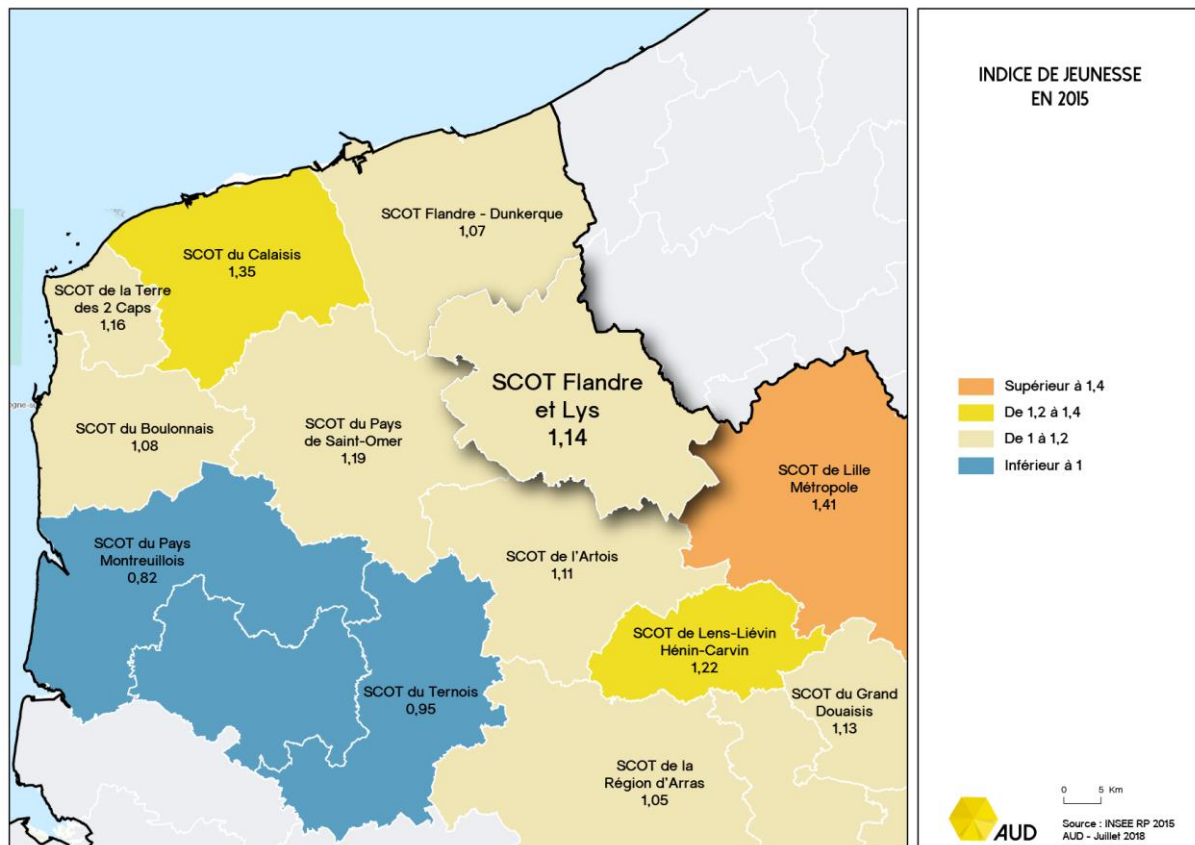 INDICE DE JEUNESSE
EN 2015
SCOT Flandre - Dunkerque
1,07
SCOT du Calaisis
1,35
SCOT de la Terre
des 2 Caps
1,16
SCOT Flandre
et Lys
1,14
SCOT du Boulonnais
1,08
SCOT du Pays
de Saint-Omer
1,19
SCOT de Lille
Métropole
1,41
SCOT du Pays
Montreuillois
0,82
SCOT de l'Artois
1,11
SCOT de Lens-Liévin
Hénin-Carvin
1,22
SCOT du Ternois
0,95
SCOT du Grand
Douaisis
1,13
SCOT de la
Région d'Arras
1,05
Supérieur à 1,4
De 1,2 à 1,4
De 1 à 1,2
Inférieur à 1
0 5 Km
AUD
Source : INSEE RP 2015
AUD - Juillet 2018